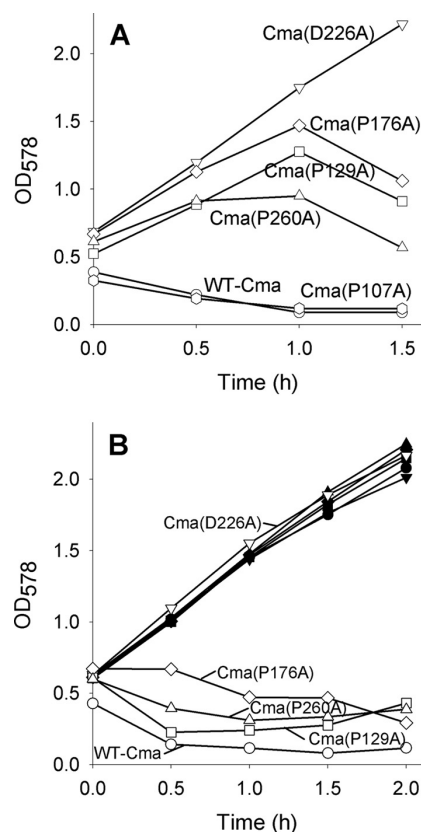 A
Cma(D226A)
2.0
Cma(P176A)
1.5
Cma(P129A)
OD578
1.0
Cma(P260A)
0.5
WT-Cma
Cma(P107A)
0.0
0.0 0.5 1.0 1.5
Time (h)
B
2.0
Cma(D226A)
1.5
OD578
1.0
Cma(P176A)
0.5
Cma(P260A)
WT-Cma
Cma(P129A)
0.0
0.0 0.5 1.0 1.5 2.0
Time (h)